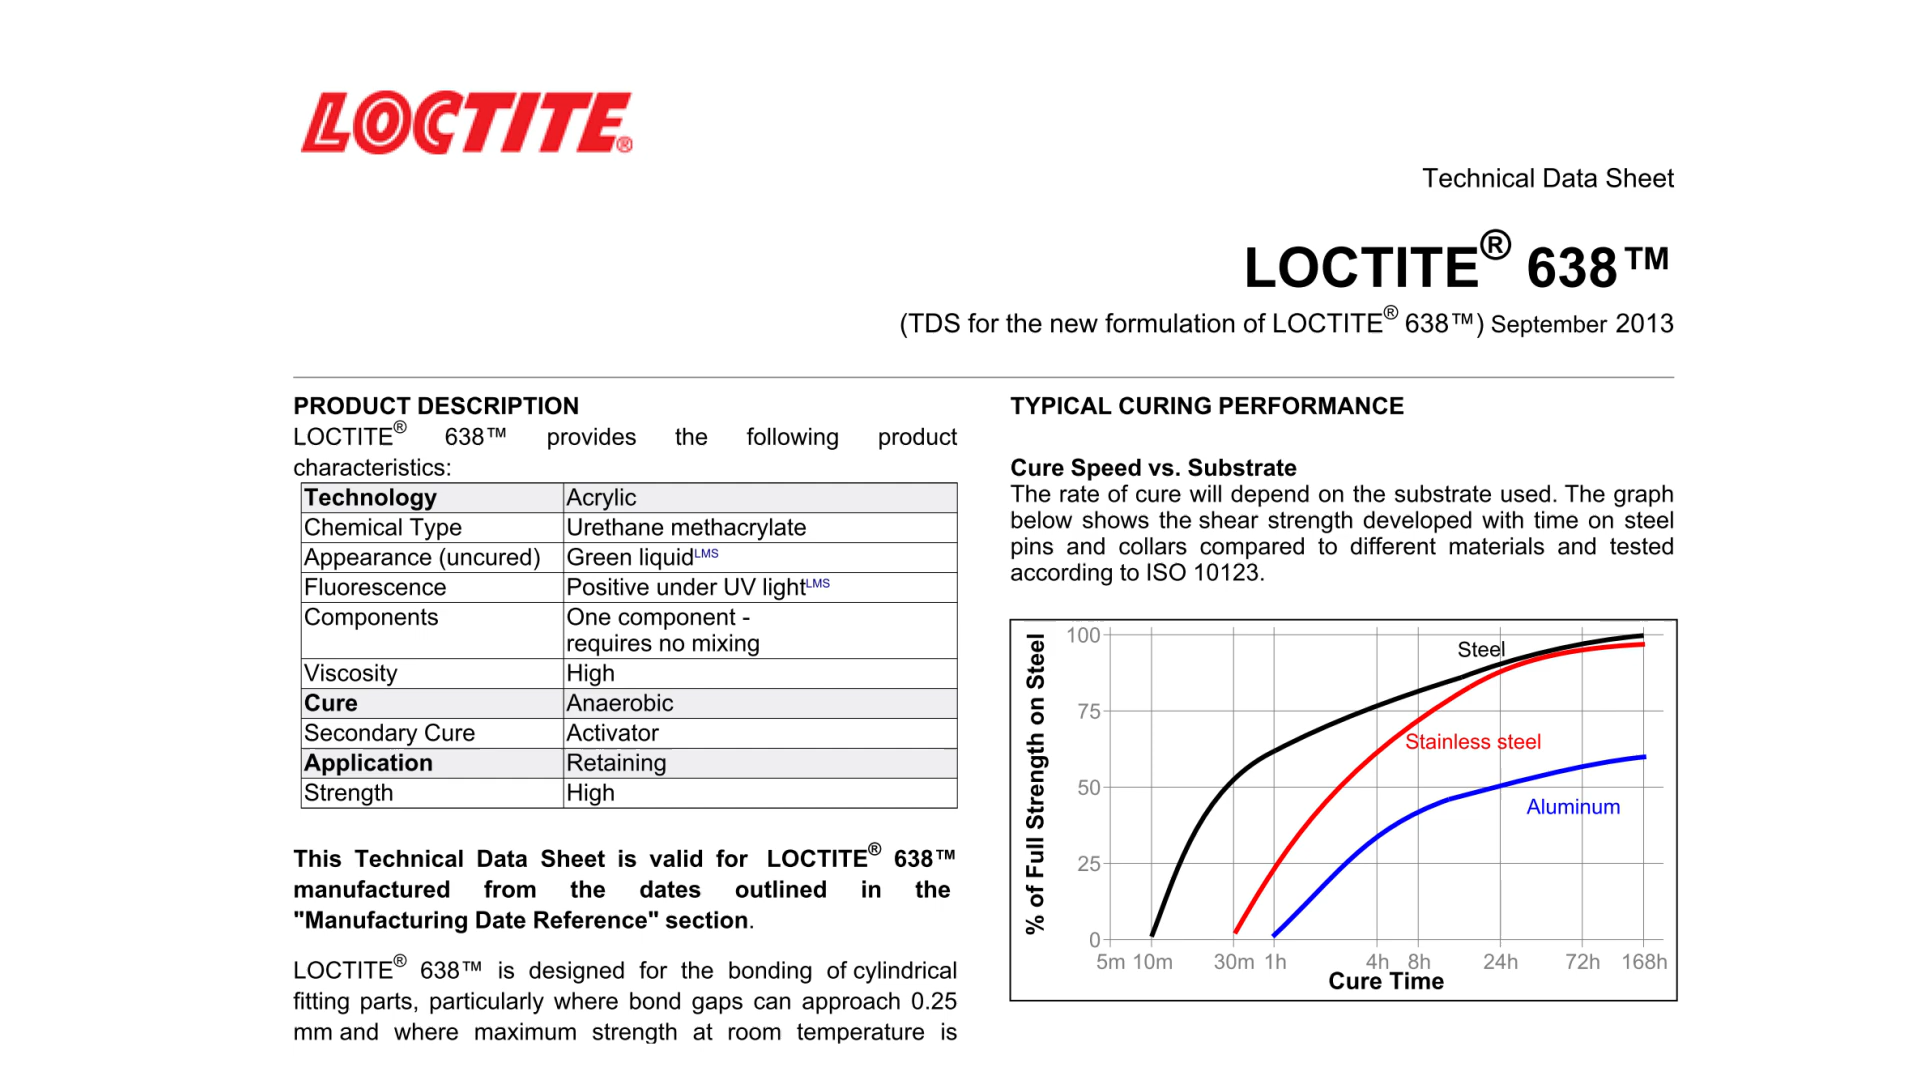 LOCTITE®
Technical Data Sheet
LOCTITE® 638™
(TDS for the new formulation of LOCTITE® 638™) September 2013
PRODUCT DESCRIPTION
LOCTITE® 638™ provides the following product
characteristics:
Technology Acrylic
Chemical Type Urethane methacrylate
Appearance (uncured) Green liquidLMS
Fluorescence Positive under UV lightLMS
Components One component -
requires no mixing
Viscosity High
Cure Anaerobic
Secondary Cure Activator
Application Retaining
Strength High
This Technical Data Sheet is valid for LOCTITE® 638™
manufactured from the dates outlined in the
"Manufacturing Date Reference" section.
LOCTITE® 638™ is designed for the bonding of cylindrical
fitting parts, particularly where bond gaps can approach 0.25
mm and where maximum strength at room temperature is
TYPICAL CURING PERFORMANCE
Cure Speed vs. Substrate
The rate of cure will depend on the substrate used. The graph
below shows the shear strength developed with time on steel
pins and collars compared to different materials and tested
according to ISO 10123.
% of Full Strength on Steel
100
75
50
25
0
Steel
Stainless steel
Aluminum
5m 10m 30m 1h 4h 8h 24h 72h 168h
Cure Time